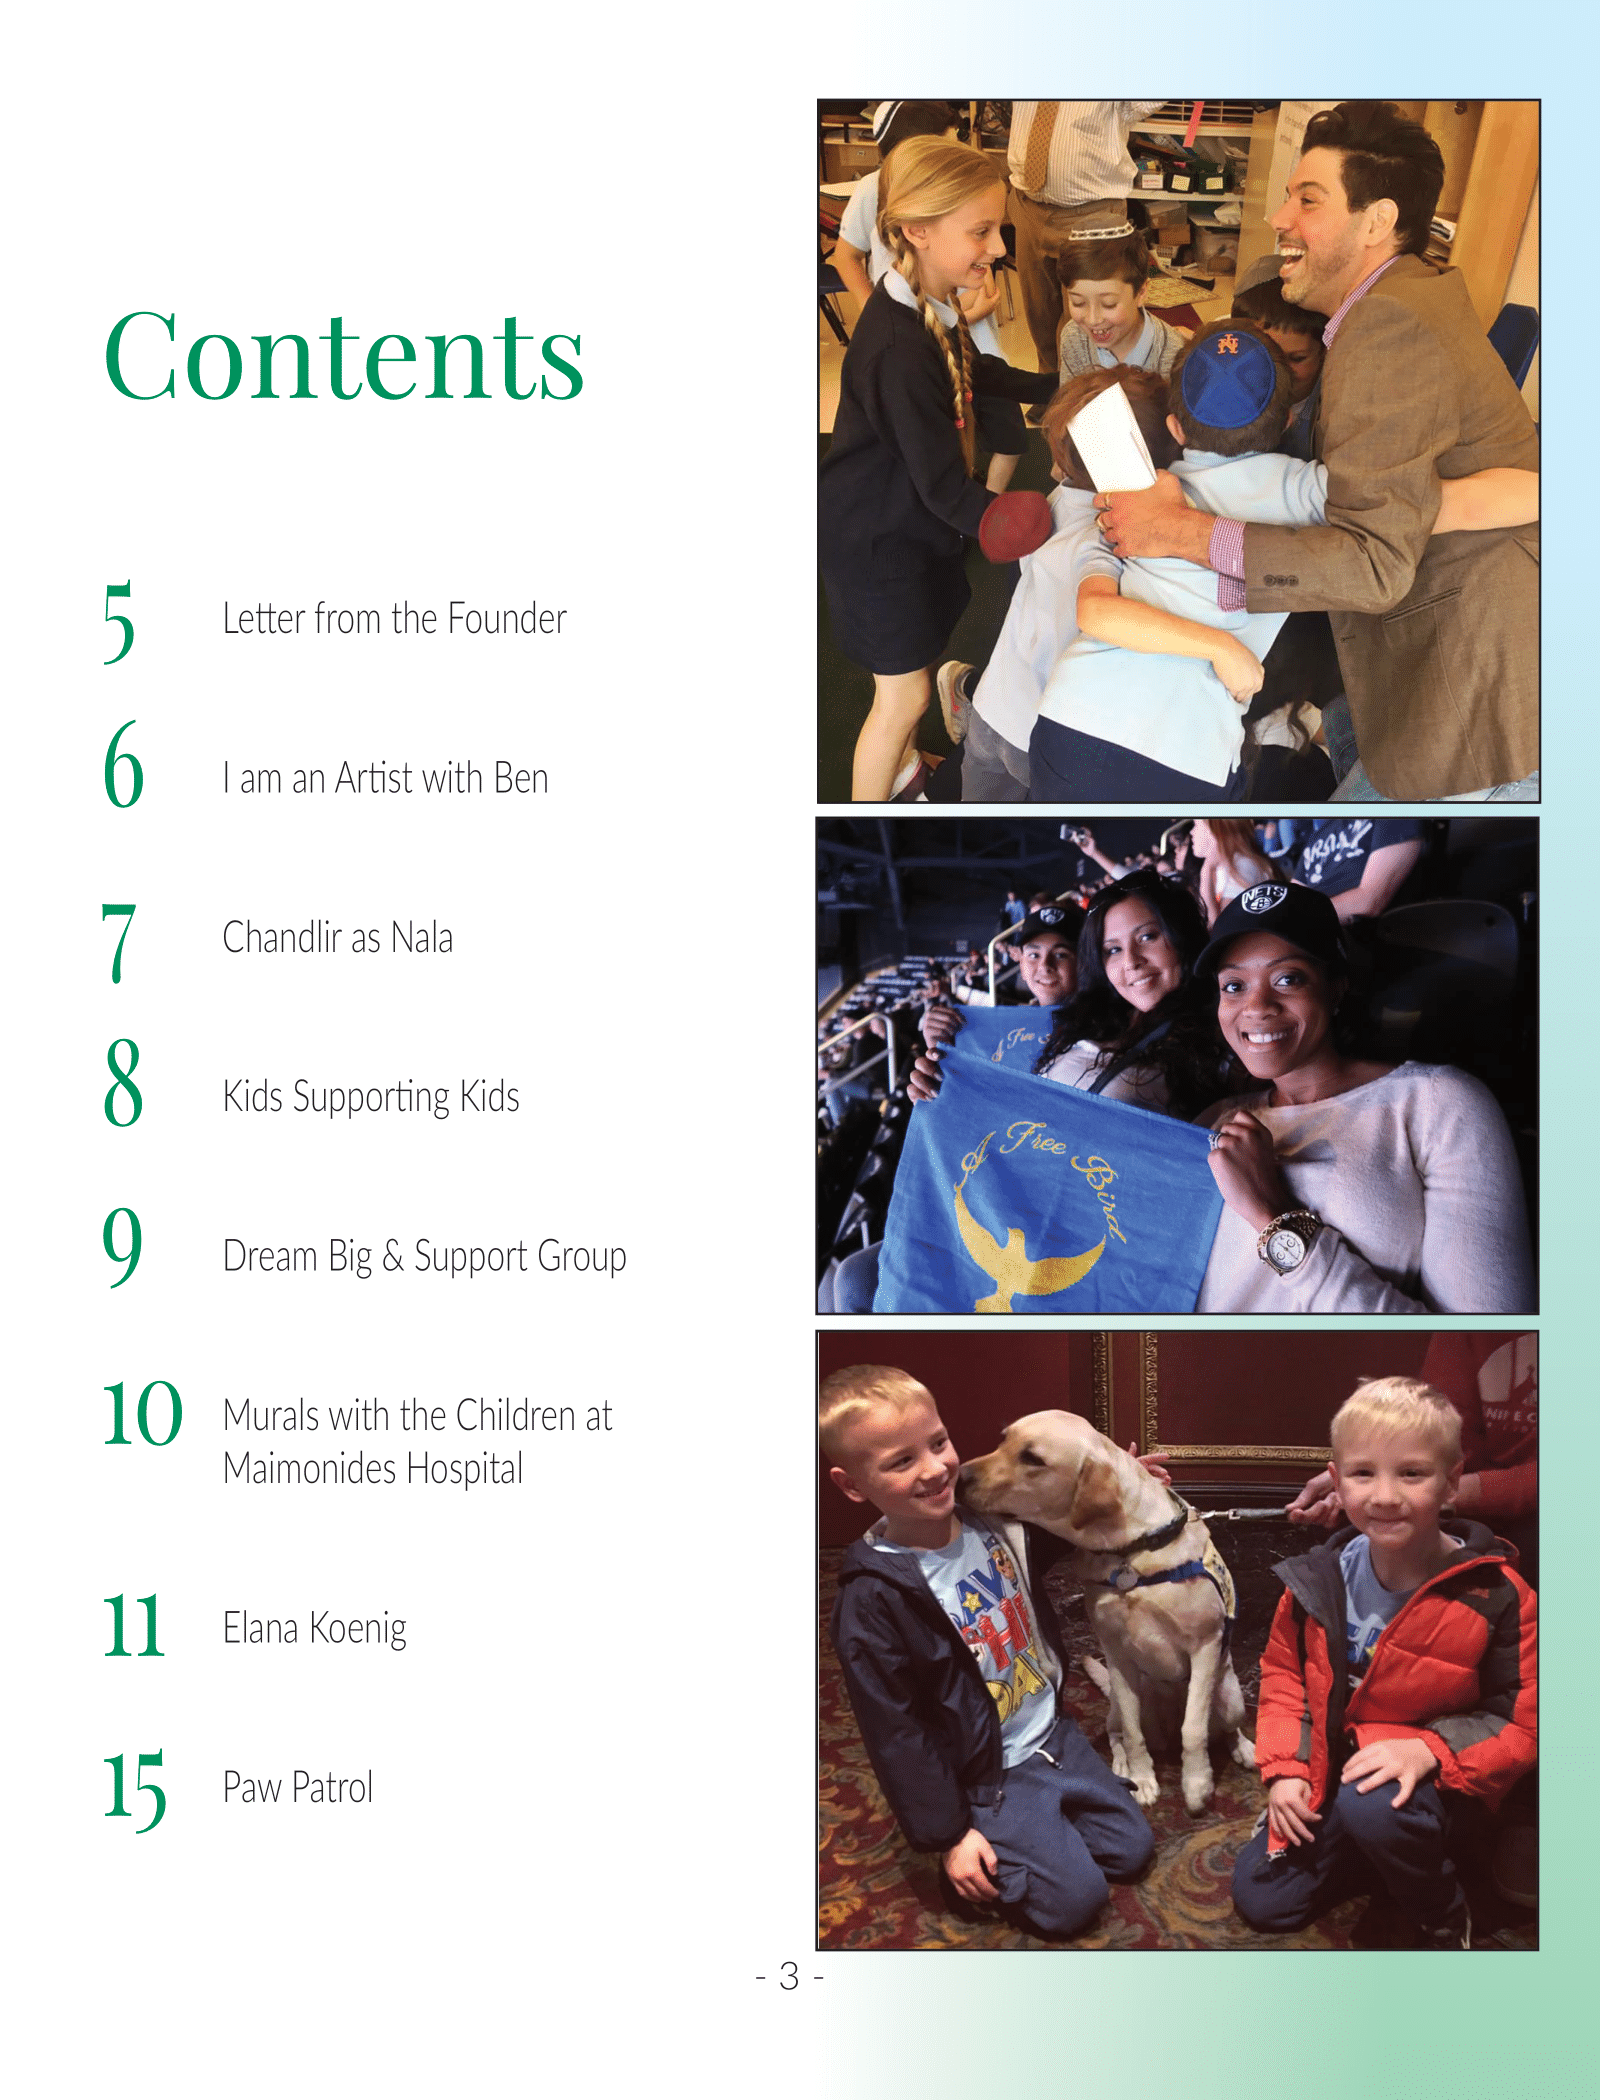 Contents
5 Letter from the Founder
6 I am an Artist with Ben
7 Chandlir as Nala
8 Kids Supporting Kids
9 Dream Big & Support Group
10 Murals with the Children at
Maimonides Hospital
11 Elana Koenig
15 Paw Patrol
NY
NETS
B
A Free
A Free Bird
- 3 -